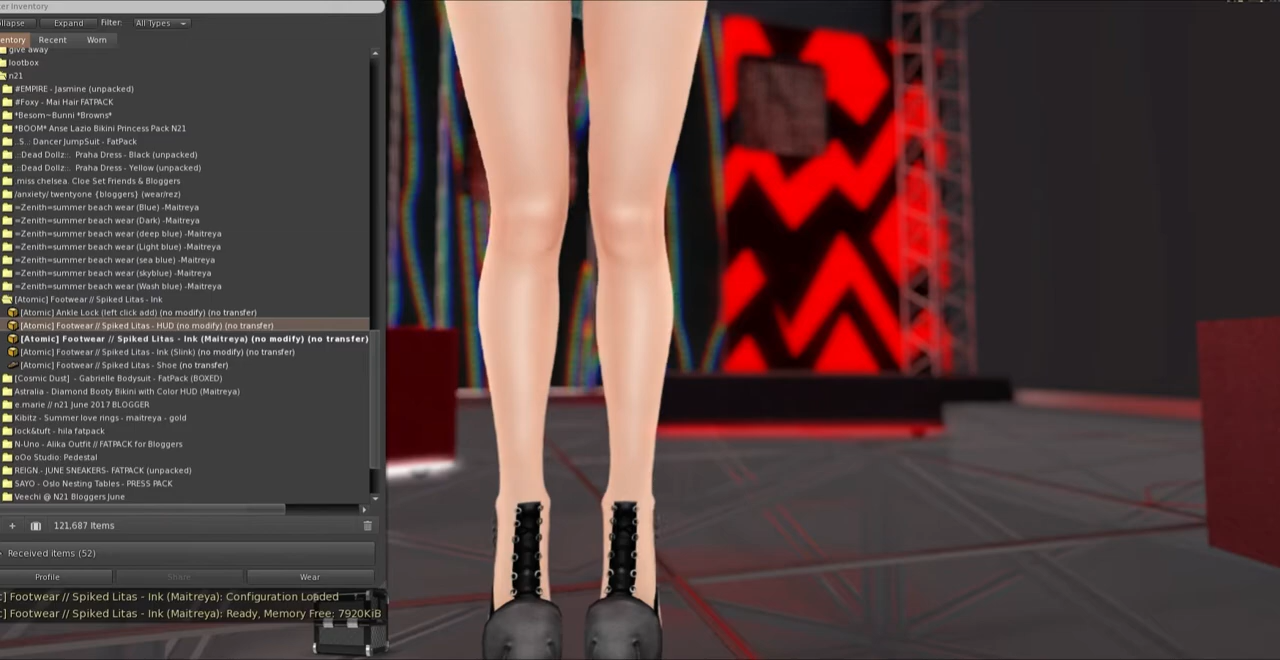 er Inventory
ollapse Expand Filter: All Types
entory Recent Worn
give away
lootbox
n21
#EMPIRE - Jasmine (unpacked)
#Foxy - Mai Hair FATPACK
*Besom~Bunni *Browns*
*BOOM* Anse Lazio Bikini Princess Pack N21
..S..: Dancer JumpSuit - FatPack
.:Dead Dollz:. Praha Dress - Black (unpacked)
.:Dead Dollz:. Praha Dress - Yellow (unpacked)
.miss chelsea. Cloe Set Friends & Bloggers
/anxiety/ twentyone {bloggers} (wear/rez)
=Zenith=summer beach wear (Blue) -Maitreya
=Zenith=summer beach wear (Dark) -Maitreya
=Zenith=summer beach wear (deep blue) -Maitreya
=Zenith=summer beach wear (Light blue) -Maitreya
=Zenith=summer beach wear (sea blue) -Maitreya
=Zenith=summer beach wear (skyblue) -Maitreya
=Zenith=summer beach wear (Wash blue) -Maitreya
[Atomic] Footwear // Spiked Litas - Ink
[Atomic] Ankle Lock (left click add) (no modify) (no transfer)
[Atomic] Footwear // Spiked Litas - HUD (no modify) (no transfer)
[Atomic] Footwear // Spiked Litas - Ink (Maitreya) (no modify) (no transfer)
[Atomic] Footwear // Spiked Litas - Ink (Slink) (no modify) (no transfer)
[Atomic] Footwear // Spiked Litas - Shoe (no transfer)
[Cosmic Dust] - Gabrielle Bodysuit - FatPack (BOXED)
Astralia - Diamond Booty Bikini with Color HUD (Maitreya)
e.marie // n21 June 2017 BLOGGER
Kibitz - Summer love rings - maitreya - gold
lock&tuft - hila fatpack
N-Uno - Alika Outfit // FATPACK for Bloggers
oOo Studio: Pedestal
REIGN - JUNE SNEAKERS- FATPACK (unpacked)
SAYO - Oslo Nesting Tables - PRESS PACK
Veechi @ N21 Bloggers June
+ 121,687 Items
Received items (52)
Profile Share Wear
c] Footwear // Spiked Litas - Ink (Maitreya): Configuration Loaded
c] Footwear // Spiked Litas - Ink (Maitreya): Ready, Memory Free: 7920KiB